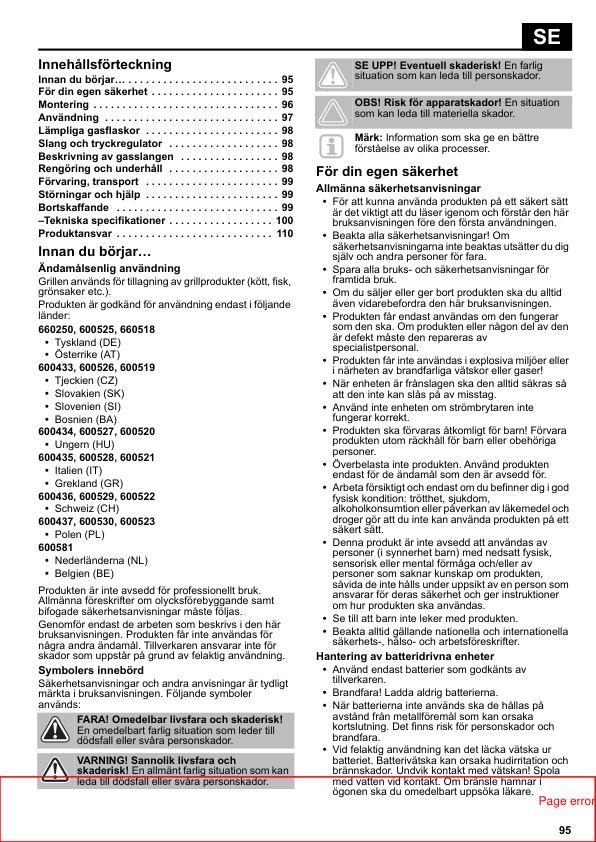 SE
Innehållsförteckning
Innan du börjar… . . . . . . . . . . . . . . . . . . . . . . . . . . 95
För din egen säkerhet . . . . . . . . . . . . . . . . . . . . . . 95
Montering . . . . . . . . . . . . . . . . . . . . . . . . . . . . . . . . 96
Användning . . . . . . . . . . . . . . . . . . . . . . . . . . . . . . 97
Lämpliga gasflaskor . . . . . . . . . . . . . . . . . . . . . . . 98
Slang och tryckregulator . . . . . . . . . . . . . . . . . . . 98
Beskrivning av gasslangen . . . . . . . . . . . . . . . . . 98
Rengöring och underhåll . . . . . . . . . . . . . . . . . . . 98
Förvaring, transport . . . . . . . . . . . . . . . . . . . . . . . 99
Störningar och hjälp . . . . . . . . . . . . . . . . . . . . . . . 99
Bortskaffande . . . . . . . . . . . . . . . . . . . . . . . . . . . . 99
–Tekniska specifikationer . . . . . . . . . . . . . . . . . . 100
Produktansvar . . . . . . . . . . . . . . . . . . . . . . . . . . . 110
Innan du börjar…
Ändamålsenlig användning
Grillen används för tillagning av grillprodukter (kött, fisk,
grönsaker etc.).
Produkten är godkänd för användning endast i följande
länder:
660250, 600525, 660518
• Tyskland (DE)
• Österrike (AT)
600433, 600526, 600519
• Tjeckien (CZ)
• Slovakien (SK)
• Slovenien (SI)
• Bosnien (BA)
600434, 600527, 600520
• Ungern (HU)
600435, 600528, 600521
• Italien (IT)
• Grekland (GR)
600436, 600529, 600522
• Schweiz (CH)
600437, 600530, 600523
• Polen (PL)
600581
• Nederländerna (NL)
• Belgien (BE)
Produkten är inte avsedd för professionellt bruk.
Allmänna föreskrifter om olycksförebyggande samt
bifogade säkerhetsanvisningar måste följas.
Genomför endast de arbeten som beskrivs i den här
bruksanvisningen. Produkten får inte användas för
några andra ändamål. Tillverkaren ansvarar inte för
skador som uppstår på grund av felaktig användning.
Symbolers innebörd
Säkerhetsanvisningar och andra anvisningar är tydligt
märkta i bruksanvisningen. Följande symboler
används:
FARA! Omedelbar livsfara och skaderisk!
En omedelbart farlig situation som leder till
dödsfall eller svåra personskador.
VARNING! Sannolik livsfara och
skaderisk! En allmänt farlig situation som kan
leda till dödsfall eller svåra personskador.
SE UPP! Eventuell skaderisk! En farlig
situation som kan leda till personskador.
OBS! Risk för apparatskador! En situation
som kan leda till materiella skador.
Märk: Information som ska ge en bättre
förståelse av olika processer.
För din egen säkerhet
Allmänna säkerhetsanvisningar
• För att kunna använda produkten på ett säkert sätt
är det viktigt att du läser igenom och förstår den här
bruksanvisningen före den första användningen.
• Beakta alla säkerhetsanvisningar! Om
säkerhetsanvisningarna inte beaktas utsätter du dig
själv och andra personer för fara.
• Spara alla bruks- och säkerhetsanvisningar för
framtida bruk.
• Om du säljer eller ger bort produkten ska du alltid
även vidarebefordra den här bruksanvisningen.
• Produkten får endast användas om den fungerar
som den ska. Om produkten eller någon del av den
är defekt måste den repareras av
specialistpersonal.
• Produkten får inte användas i explosiva miljöer eller
i närheten av brandfarliga vätskor eller gaser!
• När enheten är frånslagen ska den alltid säkras så
att den inte kan slås på av misstag.
• Använd inte enheten om strömbrytaren inte
fungerar korrekt.
• Produkten ska förvaras åtkomligt för barn! Förvara
produkten utom räckhåll för barn eller obehöriga
personer.
• Överbelasta inte produkten. Använd produkten
endast för de ändamål som den är avsedd för.
• Arbeta försiktigt och endast om du befinner dig i god
fysisk kondition: trötthet, sjukdom,
alkoholkonsumtion eller påverkan av läkemedel och
droger gör att du inte kan använda produkten på ett
säkert sätt.
• Denna produkt är inte avsedd att användas av
personer (i synnerhet barn) med nedsatt fysisk,
sensorisk eller mental förmåga och/eller av
personer som saknar kunskap om produkten,
såvida de inte hålls under uppsikt av en person som
ansvarar för deras säkerhet och ger instruktioner
om hur produkten ska användas.
• Se till att barn inte leker med produkten.
• Beakta alltid gällande nationella och internationella
säkerhets-, hälso- och arbetsföreskrifter.
Hantering av batteridrivna enheter
• Använd endast batterier som godkänts av
tillverkaren.
• Brandfara! Ladda aldrig batterierna.
• När batterierna inte används ska de hållas på
avstånd från metallföremål som kan orsaka
kortslutning. Det finns risk för personskador och
brandfara.
• Vid felaktig användning kan det läcka vätska ur
batteriet. Batterivätska kan orsaka hudirritation och
brännskador. Undvik kontakt med vätskan! Spola
med vatten vid kontakt. Om bränsle hamnar i
ögonen ska du omedelbart uppsöka läkare.
Page error
95